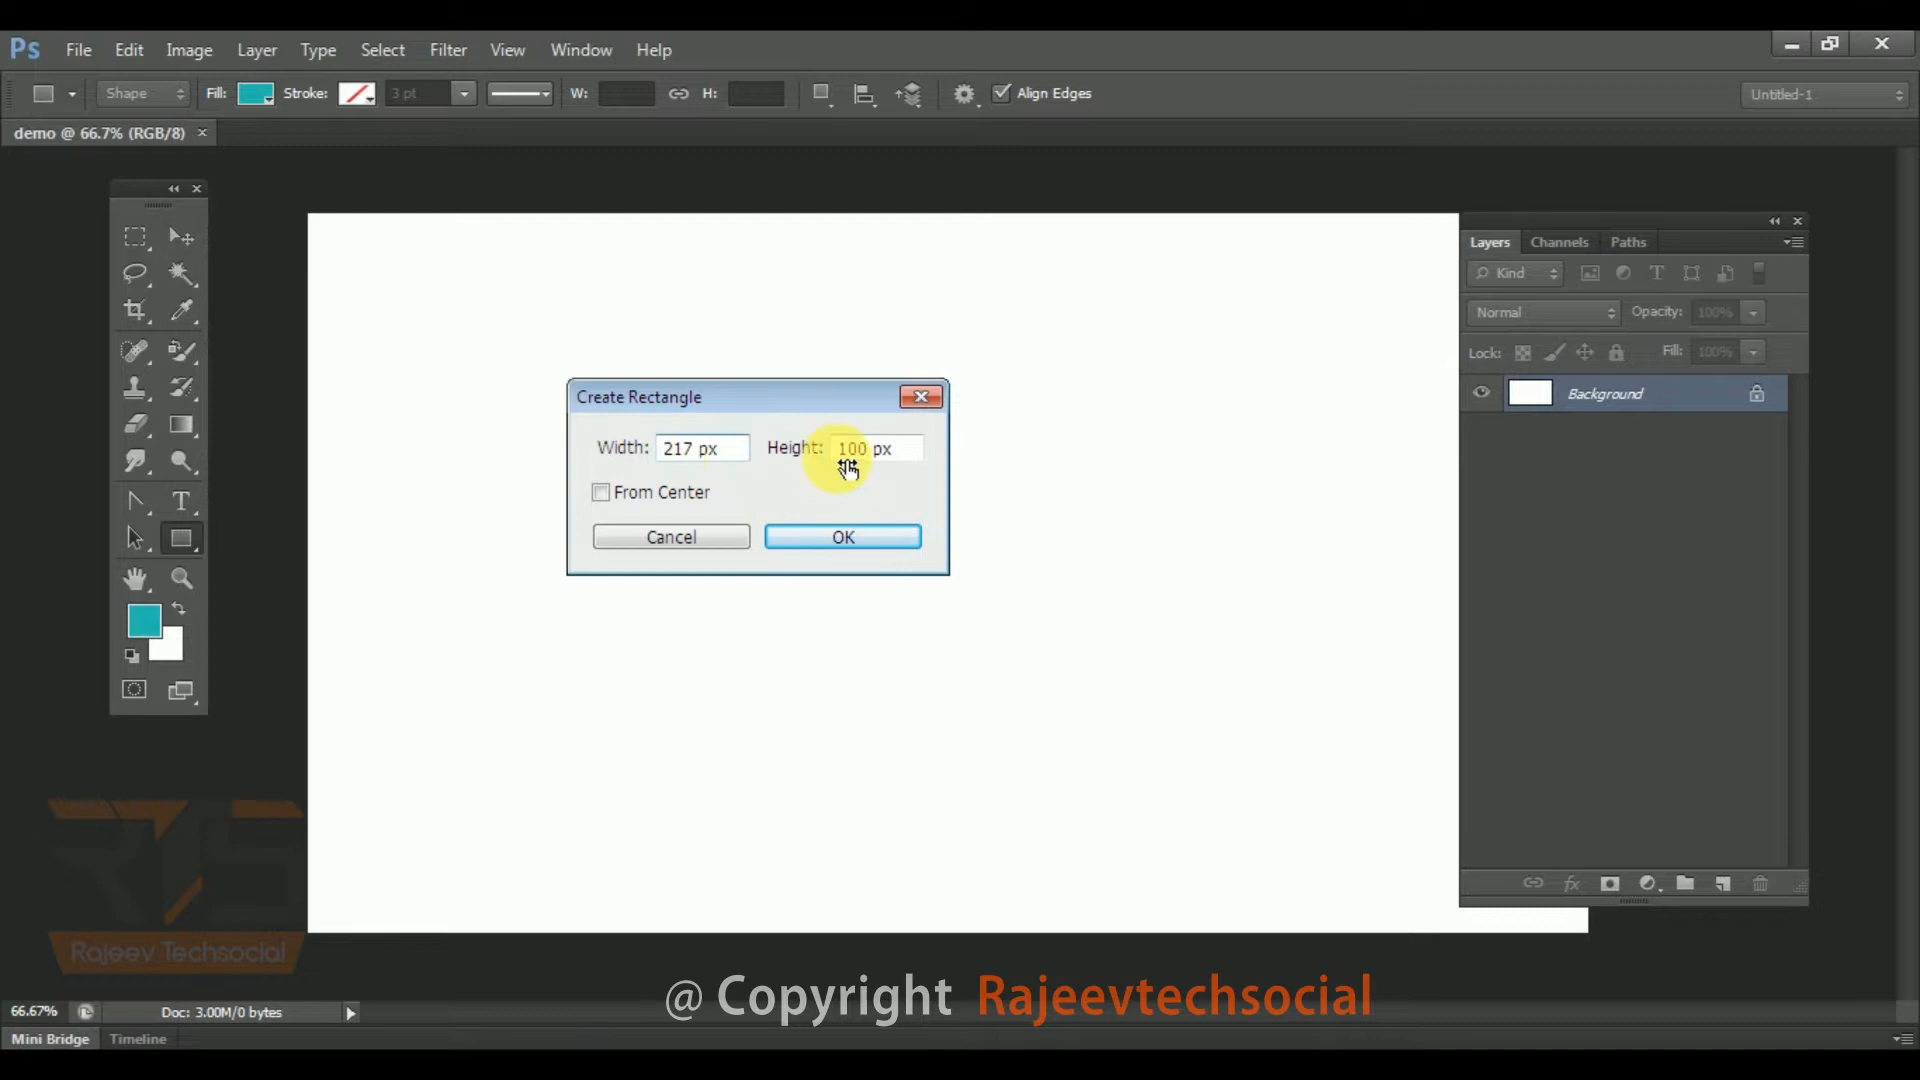 Ps File Edit Image Layer Type Select Filter View Window Help
Shape Fill: Stroke: 3 pt W: H: Align Edges Untitled-1
demo @ 66.7% (RGB/8)
Layers Channels Paths
Kind
Normal Opacity: 100%
Lock: Fill: 100%
Background
Create Rectangle
Width: 217 px Height: 100 px
From Center
Cancel OK
RTS
Rajeev Techsocial
@ Copyright Rajeevtechsocial
66.67% Doc: 3.00M/0 bytes
Mini Bridge Timeline